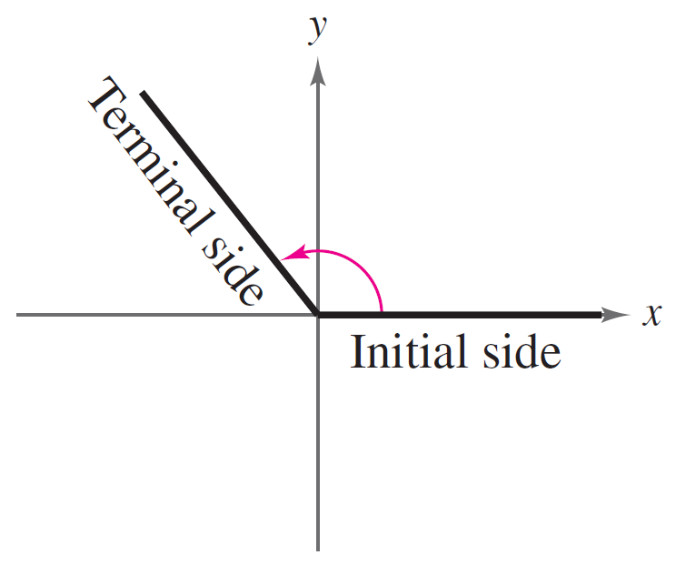 y
Terminal side
x
Initial side